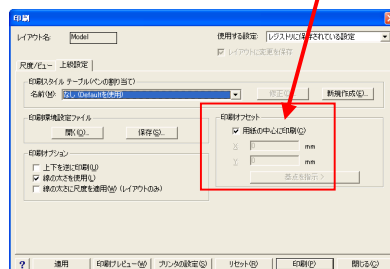 印刷
レイアウト名: Model
使用する設定: レジストリに保存されている設定
レイアウトに変更を保存
尺度/ビュー 上級設定
印刷スタイル テーブル(ペンの割り当て)
名前(M): なし (Defaultを使用)
修正(E)... 新規作成(E)...
印刷環境設定ファイル
開く(O)... 保存(S)...
印刷オフセット
用紙の中心に印刷(C)
X 0 mm
Y 0 mm
基点を指示 >
印刷オプション
上下を逆に印刷(U)
線の太さを使用(L)
線の太さに尺度を適用(W) (レイアウトのみ)
? 適用 印刷プレビュー(W) プリンタの設定(S) リセット(R) 印刷(P) 閉じる(C)